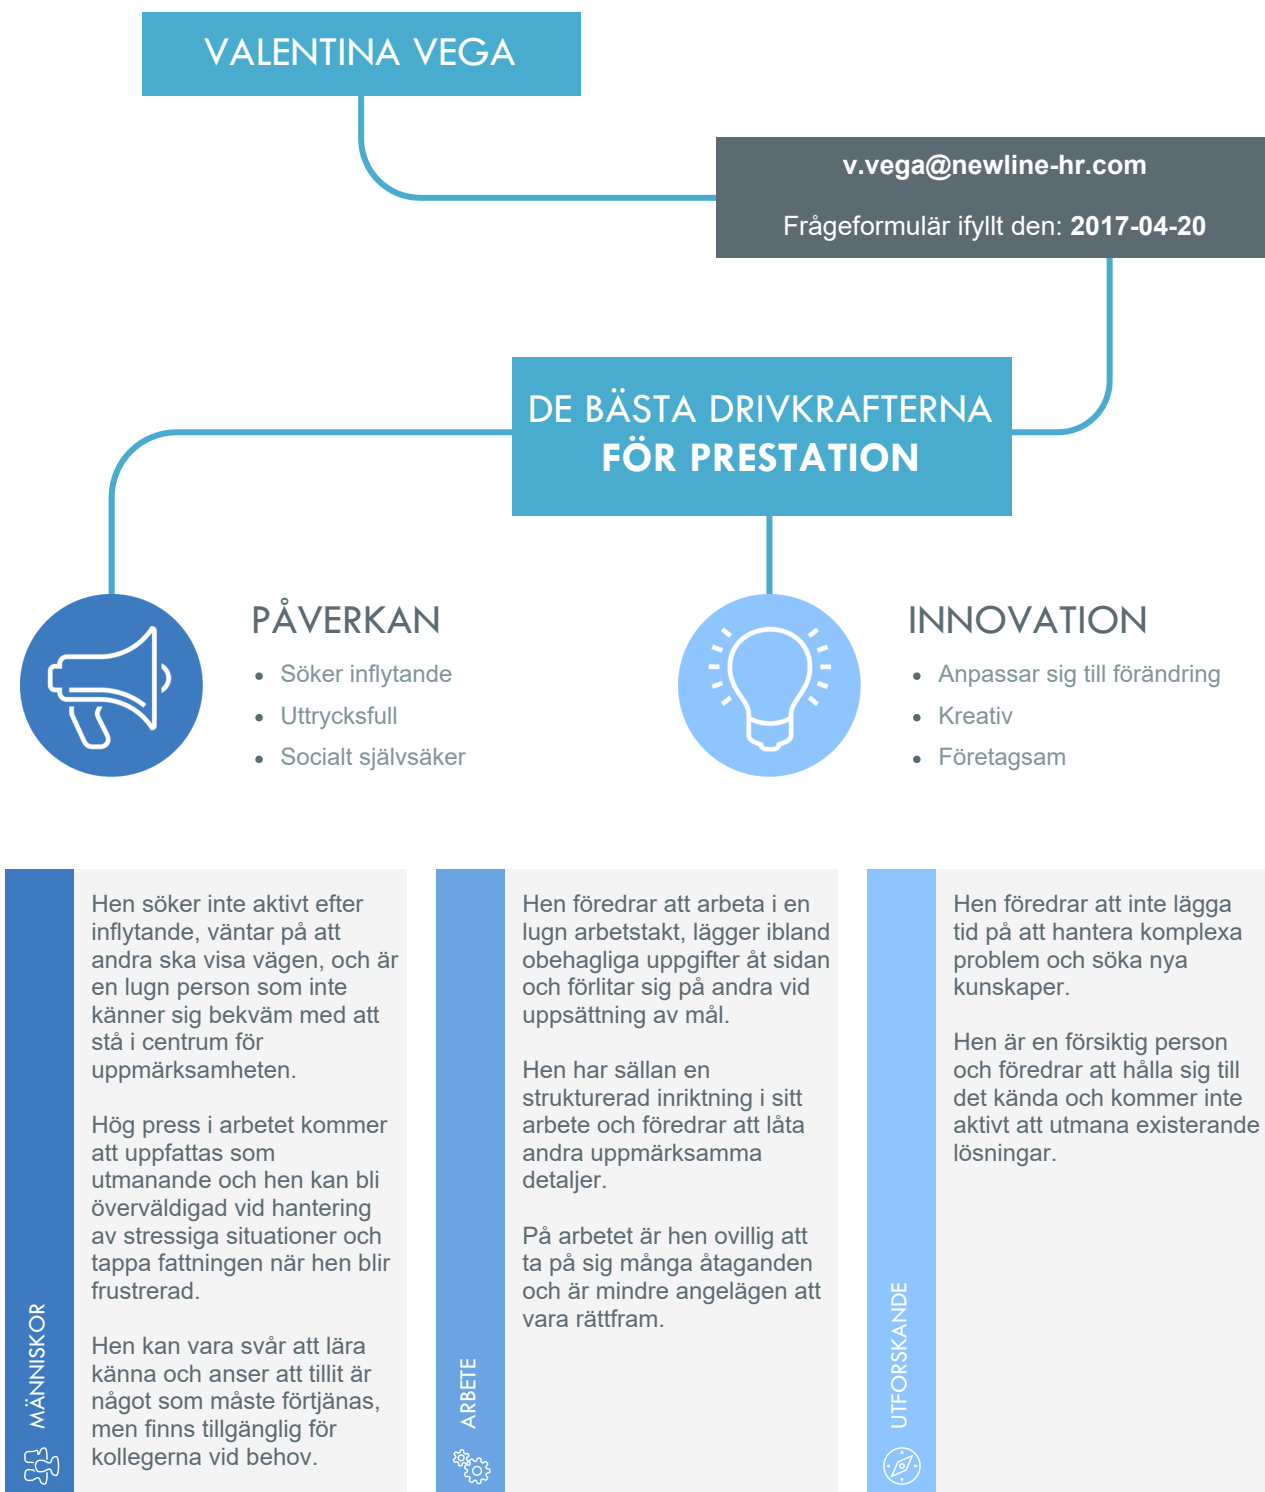 VALENTINA VEGA
v.vega@newline-hr.com
Frågeformulär ifyllt den: 2017-04-20
DE BÄSTA DRIVKRAFTERNA
FÖR PRESTATION
PÅVERKAN
• Söker inflytande
• Uttrycksfull
• Socialt självsäker
INNOVATION
• Anpassar sig till förändring
• Kreativ
• Företagsam
MÄNNISKOR
Hen söker inte aktivt efter
inflytande, väntar på att
andra ska visa vägen, och är
en lugn person som inte
känner sig bekväm med att
stå i centrum för
uppmärksamheten.
Hög press i arbetet kommer
att uppfattas som
utmanande och hen kan bli
överväldigad vid hantering
av stressiga situationer och
tappa fattningen när hen blir
frustrerad.
Hen kan vara svår att lära
känna och anser att tillit är
något som måste förtjänas,
men finns tillgänglig för
kollegerna vid behov.
ARBETE
Hen föredrar att arbeta i en
lugn arbetstakt, lägger ibland
obehagliga uppgifter åt sidan
och förlitar sig på andra vid
uppsättning av mål.
Hen har sällan en
strukturerad inriktning i sitt
arbete och föredrar att låta
andra uppmärksamma
detaljer.
På arbetet är hen ovillig att
ta på sig många åtaganden
och är mindre angelägen att
vara rättfram.
UTFORSKANDE
Hen föredrar att inte lägga
tid på att hantera komplexa
problem och söka nya
kunskaper.
Hen är en försiktig person
och föredrar att hålla sig till
det kända och kommer inte
aktivt att utmana existerande
lösningar.